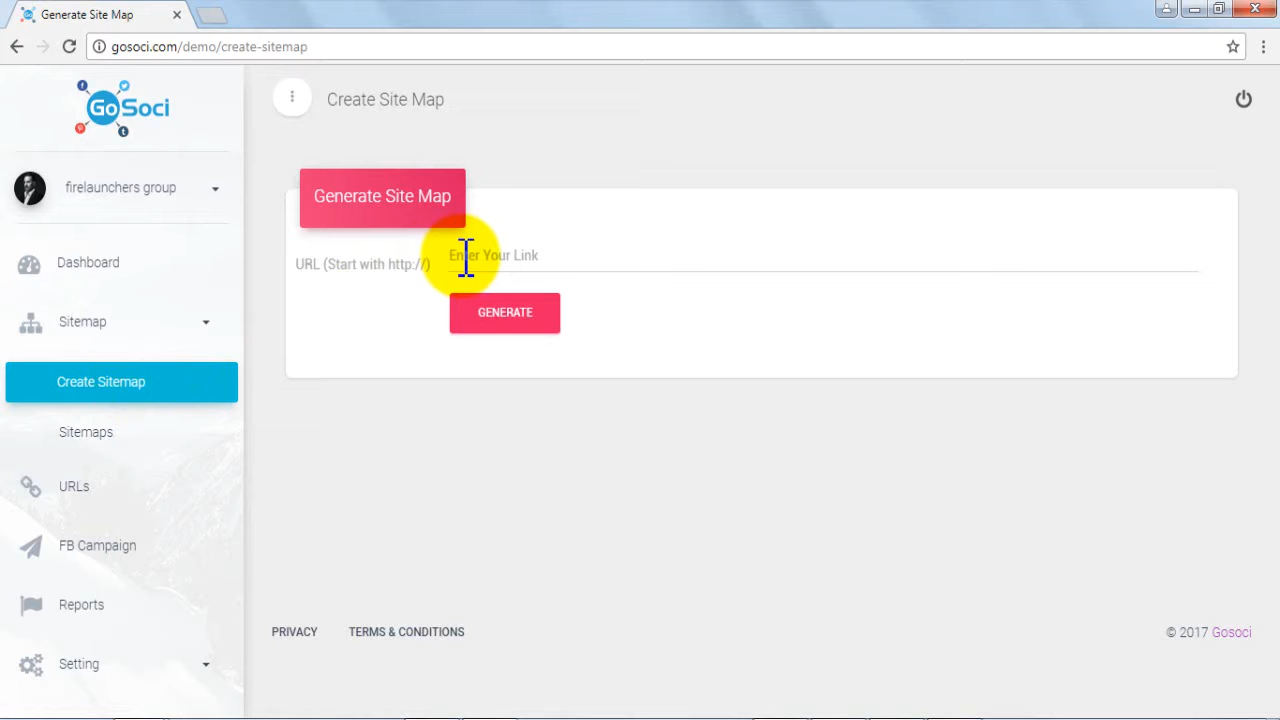 Generate Site Map
gosoci.com/demo/create-sitemap
GoSoci
firelaunchers group
Dashboard
Sitemap
Create Sitemap
Sitemaps
URLs
FB Campaign
Reports
Setting
Create Site Map
Generate Site Map
URL (Start with http://)
Enter Your Link
GENERATE
PRIVACY
TERMS & CONDITIONS
© 2017 Gosoci